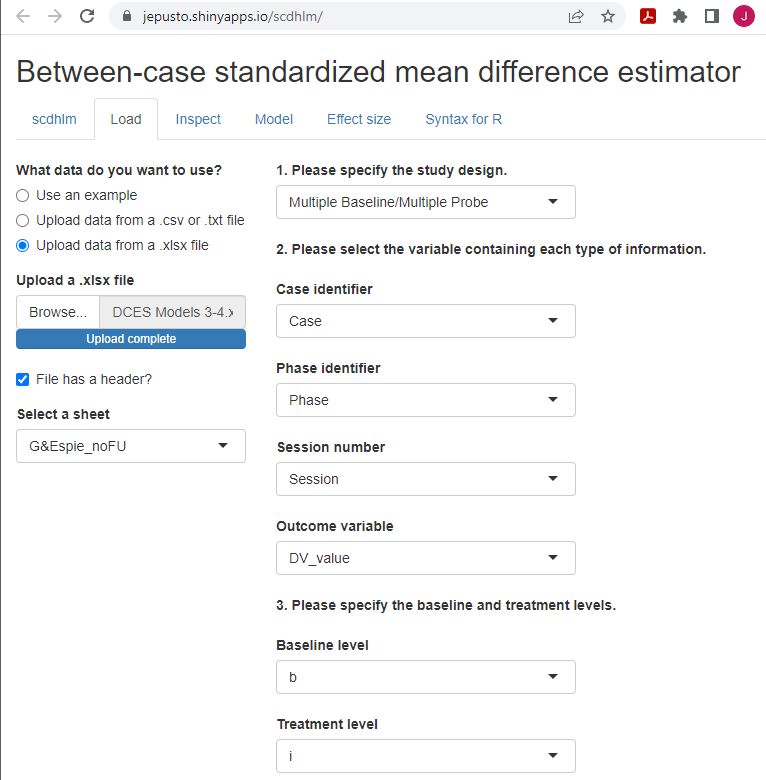 jepusto.shinyapps.io/scdhlm/
J
Between-case standardized mean difference estimator
scdhlm Load Inspect Model Effect size Syntax for R
What data do you want to use?
Use an example
Upload data from a .csv or .txt file
Upload data from a .xlsx file
Upload a .xlsx file
Browse... DCES Models 3-4.x
Upload complete
File has a header?
Select a sheet
G&Espie_noFU
1. Please specify the study design.
Multiple Baseline/Multiple Probe
2. Please select the variable containing each type of information.
Case identifier
Case
Phase identifier
Phase
Session number
Session
Outcome variable
DV_value
3. Please specify the baseline and treatment levels.
Baseline level
b
Treatment level
i